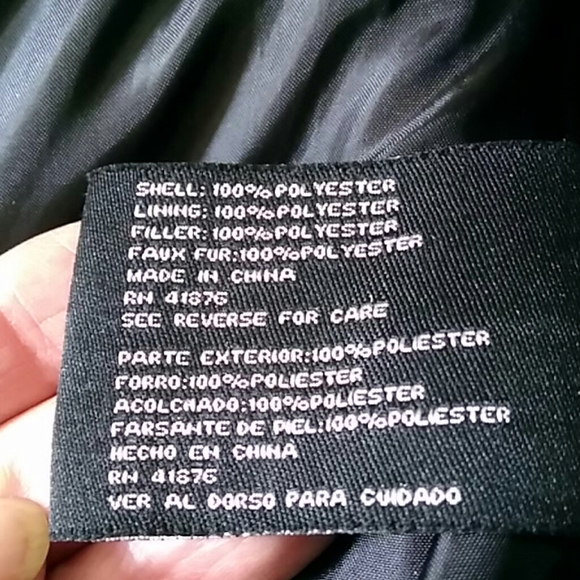 SHELL: 100% POLYESTER
LINING: 100% POLYESTER
FILLER: 100% POLYESTER
FAUX FUR: 100% POLYESTER
MADE IN CHINA
RN 41876
SEE REVERSE FOR CARE
PARTE EXTERIOR: 100% POLIESTER
FORRO: 100% POLIESTER
ACOLCHADO: 100% POLIESTER
FARSANTE DE PIEL: 100% POLIESTER
HECHO EN CHINA
RN 41876
VER AL DORSO PARA CUIDADO